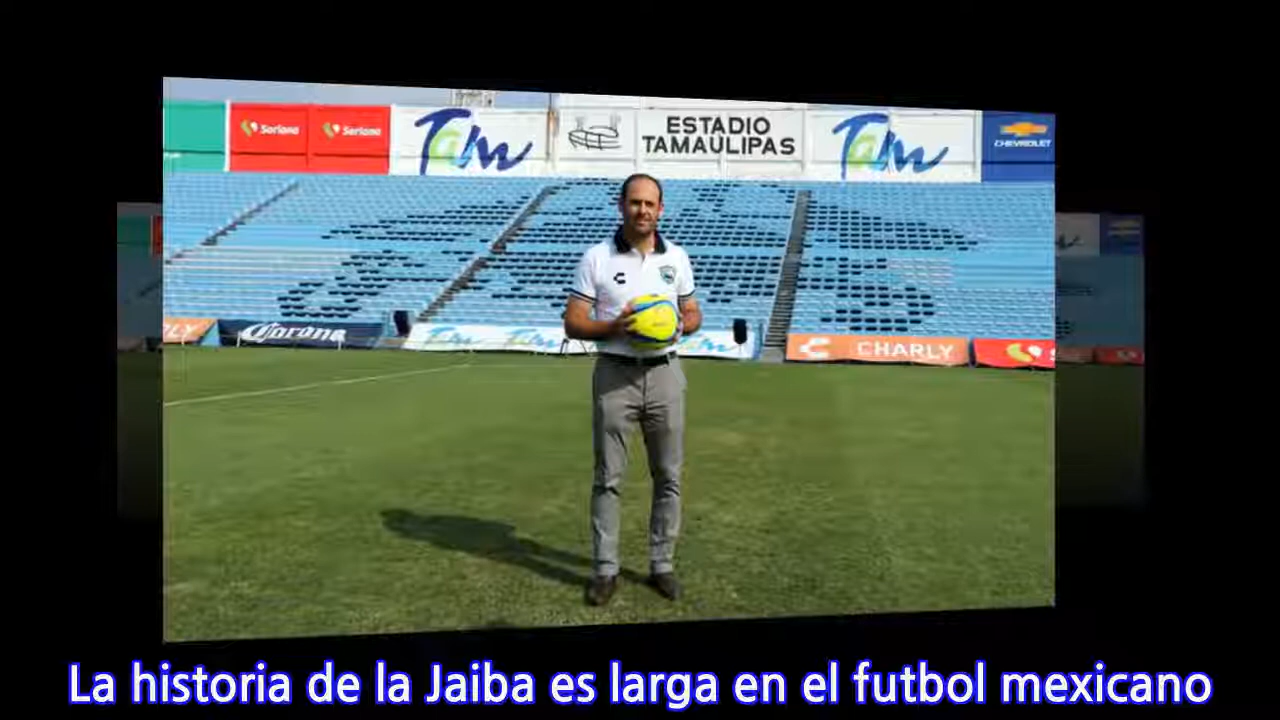 Soriana Soriana
Tam
ESTADIO
TAMAULIPAS
Tam
CHEVROLET
Corona
Tam
CHARLY
La historia de la Jaiba es larga en el futbol mexicano